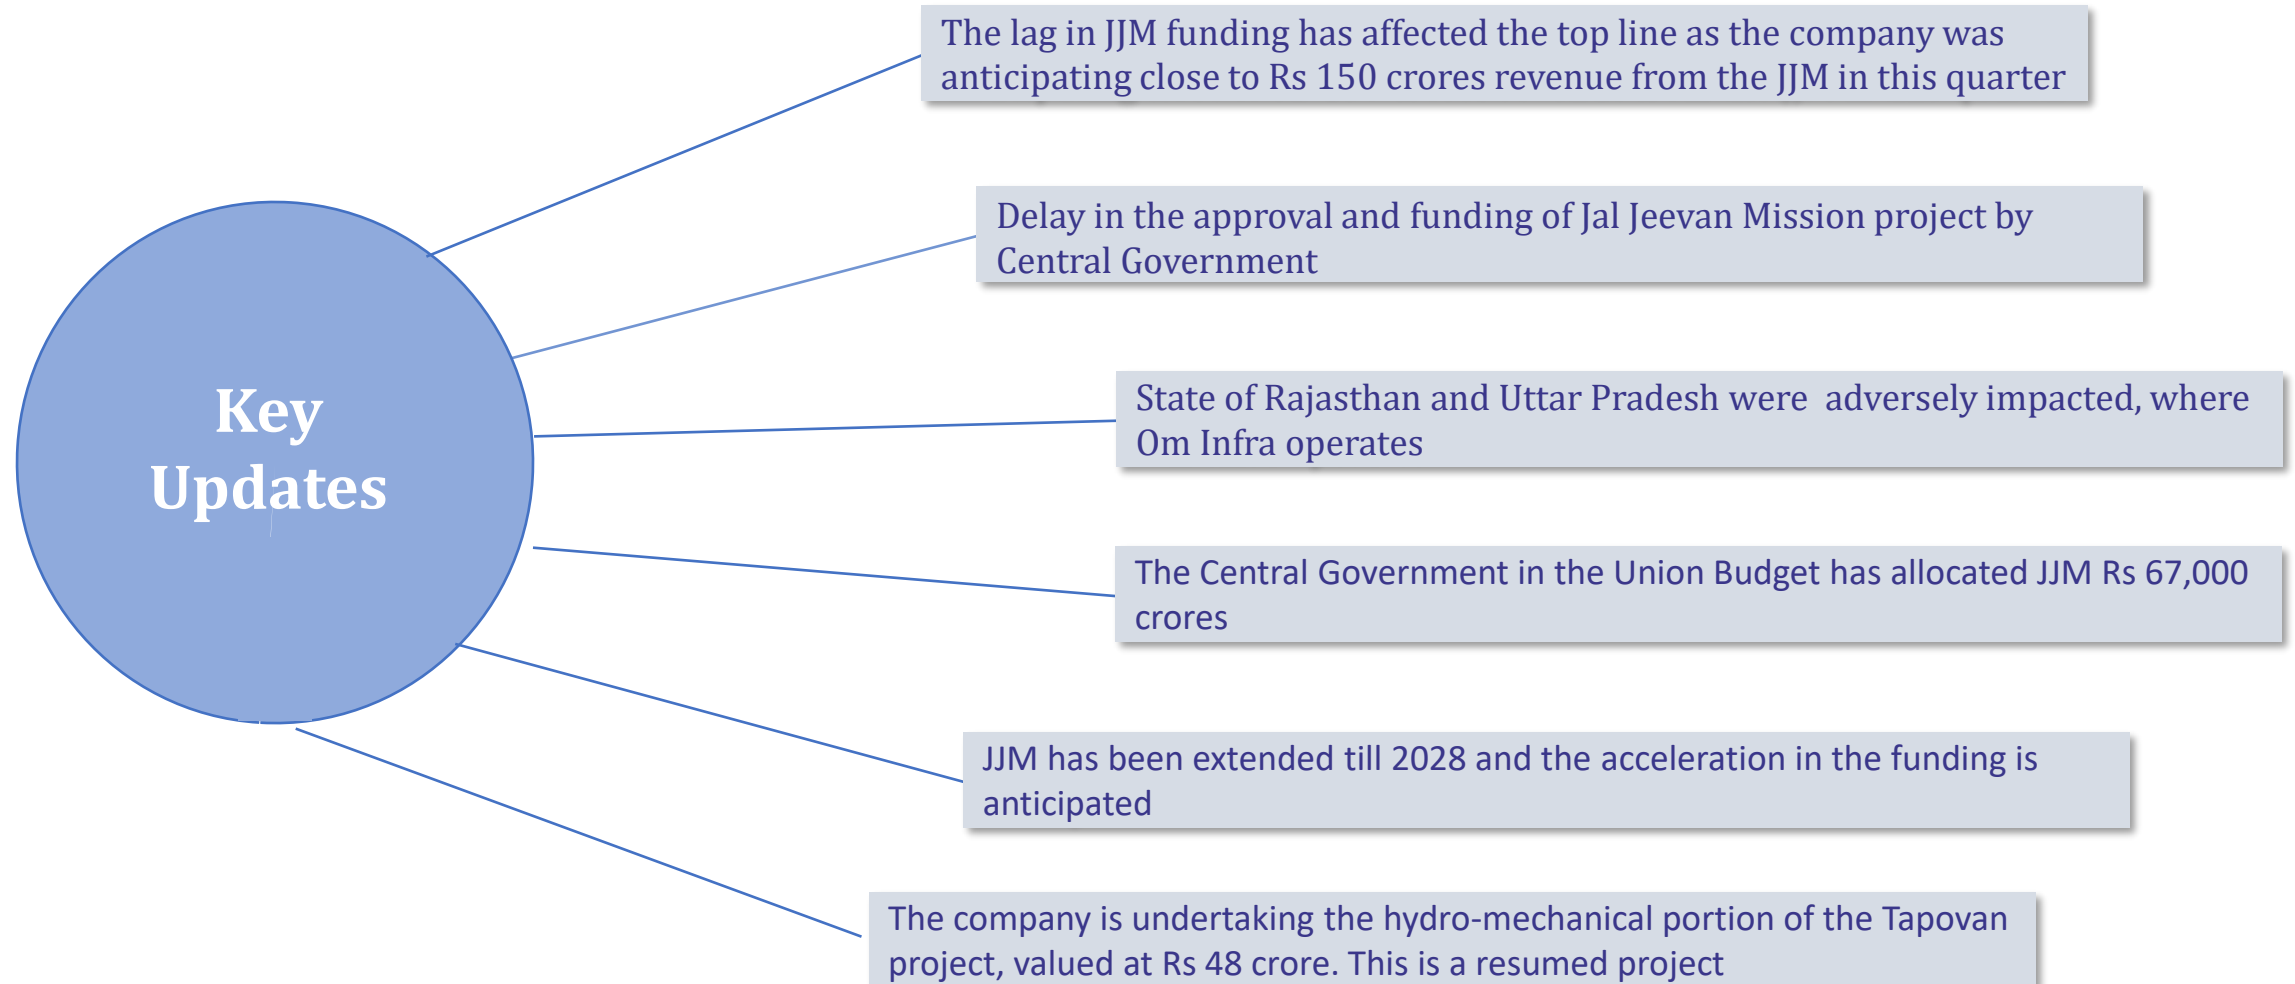 The lag in JJM funding has affected the top line as the company was
anticipating close to Rs 150 crores revenue from the JJM in this quarter
Delay in the approval and funding of Jal Jeevan Mission project by
Central Government
Key
Updates
State of Rajasthan and Uttar Pradesh were  adversely impacted, where
Om Infra operates
The Central Government in the Union Budget has allocated JJM Rs 67,000
crores
JJM has been extended till 2028 and the acceleration in the funding is
anticipated
The company is undertaking the hydro-mechanical portion of the Tapovan
project, valued at Rs 48 crore. This is a resumed project